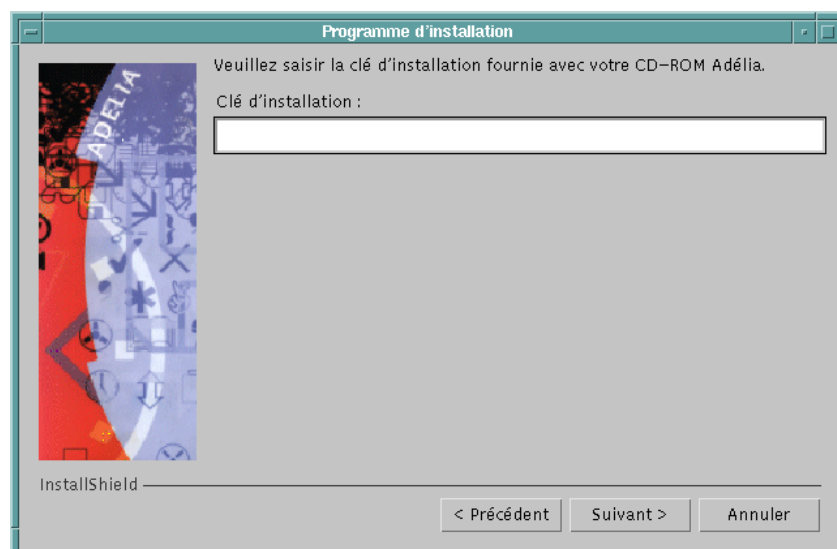 Programme d'installation
Veuillez saisir la clé d'installation fournie avec votre CD-ROM Adélia.
Clé d'installation :
ADELIA
InstallShield
< Précédent
Suivant >
Annuler